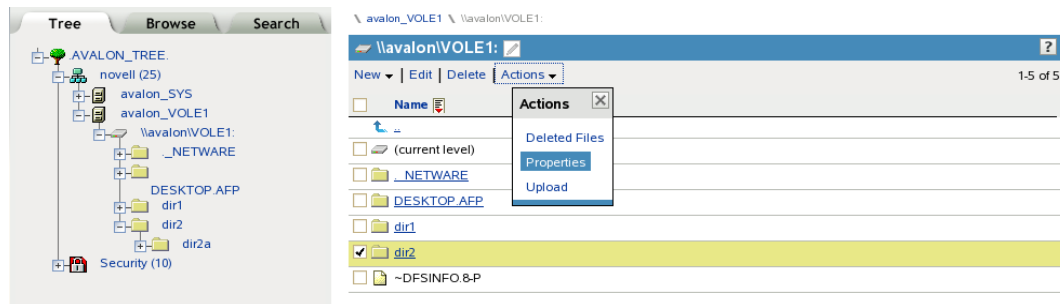 Tree Browse Search
.AVALON_TREE.
novell (25)
avalon_SYS
avalon_VOLE1
\\avalon\VOLE1:
._NETWARE
DESKTOP.AFP
dir1
dir2
dir2a
Security (10)
\ avalon_VOLE1 \ \\avalon\VOLE1:
\\avalon\VOLE1: ?
New | Edit | Delete | Actions 1-5 of 5
Name
Actions
Deleted Files
Properties
Upload
..
(current level)
._NETWARE
DESKTOP.AFP
dir1
dir2
~DFSINFO.8-P